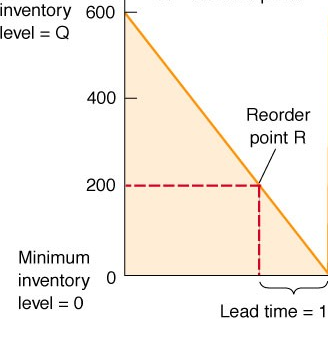 inventory
level = Q
600
400
Reorder
point R
200
Minimum
inventory
level = 0
0
Lead time = 1